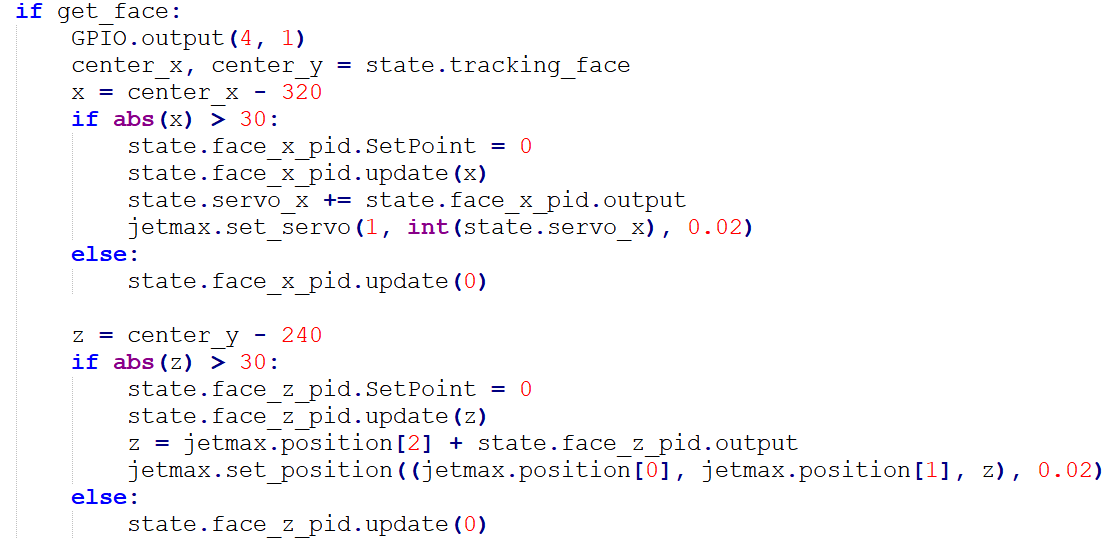 if get_face:
    GPIO.output(4, 1)
    center_x, center_y = state.tracking_face
    x = center_x - 320
    if abs(x) > 30:
        state.face_x_pid.SetPoint = 0
        state.face_x_pid.update(x)
        state.servo_x += state.face_x_pid.output
        jetmax.set_servo(1, int(state.servo_x), 0.02)
    else:
        state.face_x_pid.update(0)

    z = center_y - 240
    if abs(z) > 30:
        state.face_z_pid.SetPoint = 0
        state.face_z_pid.update(z)
        z = jetmax.position[2] + state.face_z_pid.output
        jetmax.set_position((jetmax.position[0], jetmax.position[1], z), 0.02)
    else:
        state.face_z_pid.update(0)